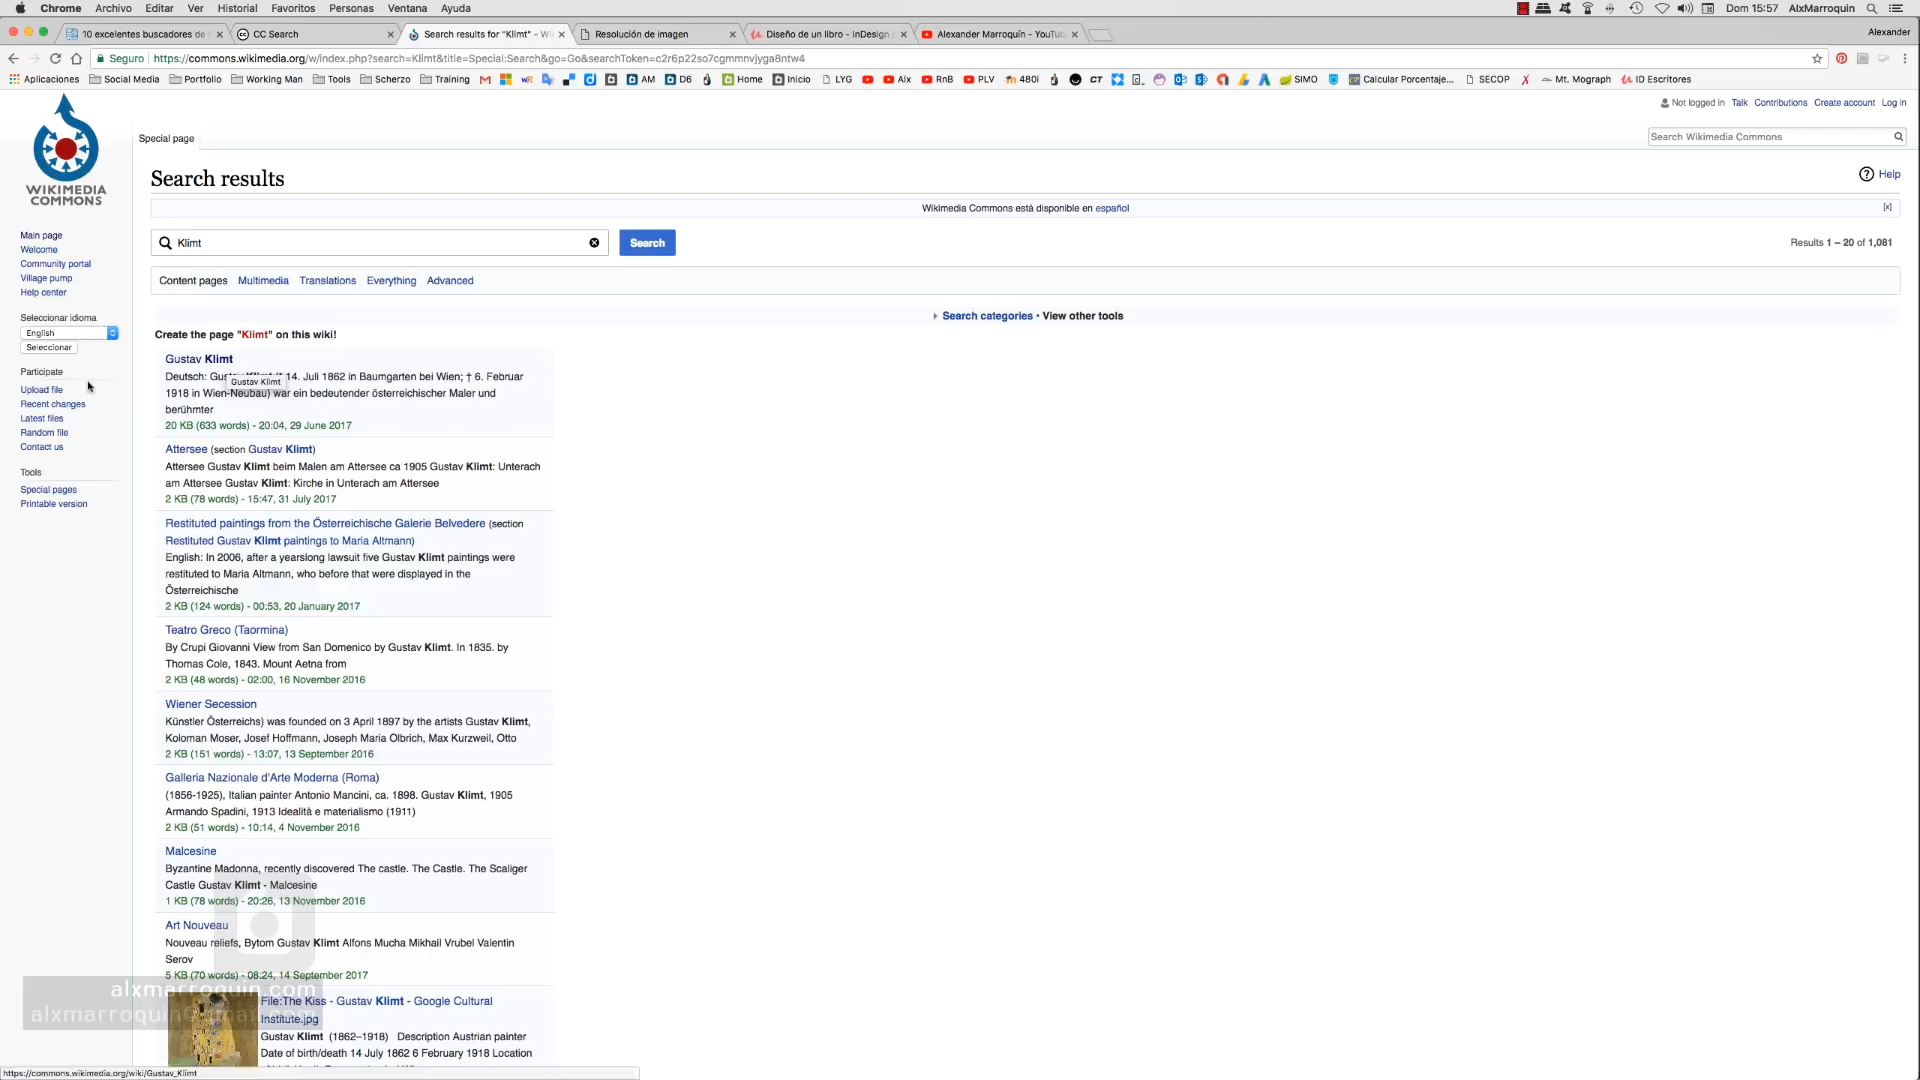 Chrome Archivo Editar Ver Historial Favoritos Personas Ventana Ayuda Dom 15:57 AlxMarroquin
10 excelentes buscadores de CC Search Search results for "Klimt" - Wi Resolución de imagen Diseño de un libro - InDesign Alexander Marroquín - YouTub Alexander
Seguro https://commons.wikimedia.org/w/index.php?search=Klimt&title=Special:Search&go=Go&searchToken=c2r6p22so7cgmmnvjyga8ntw4
Aplicaciones Social Media Portfolio Working Man Tools Scherzo Training AM D6 Home Inicio LYG Alx RnB PLV 480i CT SIMO Calcular Porcentaje... SECOP Mt. Mograph ID Escritores
Not logged in Talk Contributions Create account Log in
Special page
Search Wikimedia Commons
WIKIMEDIA
COMMONS
Search results
Help
Wikimedia Commons está disponible en español [x]
Klimt
Search
Results 1 – 20 of 1,081
Content pages Multimedia Translations Everything Advanced
Search categories • View other tools
Main page
Welcome
Community portal
Village pump
Help center
Seleccionar idioma
English
Seleccionar
Participate
Upload file
Recent changes
Latest files
Random file
Contact us
Tools
Special pages
Printable version
Create the page "Klimt" on this wiki!
Gustav Klimt
Deutsch: Gustav 14. Juli 1862 in Baumgarten bei Wien; † 6. Februar
Gustav Klimt
1918 in Wien-Neubau) war ein bedeutender österreichischer Maler und
berühmter
20 KB (633 words) - 20:04, 29 June 2017
Attersee (section Gustav Klimt)
Attersee Gustav Klimt beim Malen am Attersee ca 1905 Gustav Klimt: Unterach
am Attersee Gustav Klimt: Kirche in Unterach am Attersee
2 KB (78 words) - 15:47, 31 July 2017
Restituted paintings from the Österreichische Galerie Belvedere (section
Restituted Gustav Klimt paintings to Maria Altmann)
English: In 2006, after a yearslong lawsuit five Gustav Klimt paintings were
restituted to Maria Altmann, who before that were displayed in the
Österreichische
2 KB (124 words) - 00:53, 20 January 2017
Teatro Greco (Taormina)
By Crupi Giovanni View from San Domenico by Gustav Klimt. In 1835. by
Thomas Cole, 1843. Mount Aetna from
2 KB (48 words) - 02:00, 16 November 2016
Wiener Secession
Künstler Österreichs) was founded on 3 April 1897 by the artists Gustav Klimt,
Koloman Moser, Josef Hoffmann, Joseph Maria Olbrich, Max Kurzweil, Otto
2 KB (151 words) - 13:07, 13 September 2016
Galleria Nazionale d'Arte Moderna (Roma)
(1856-1925), Italian painter Antonio Mancini, ca. 1898. Gustav Klimt, 1905
Armando Spadini, 1913 Idealità e materialismo (1911)
2 KB (51 words) - 10:14, 4 November 2016
Malcesine
Byzantine Madonna, recently discovered The castle. The Castle. The Scaliger
Castle Gustav Klimt - Malcesine
1 KB (78 words) - 20:26, 13 November 2016
Art Nouveau
Nouveau reliefs, Bytom Gustav Klimt Alfons Mucha Mikhail Vrubel Valentin
Serov
5 KB (70 words) - 08:24, 14 September 2017
alxmarroquin.com
alxmarroquin@gmail.com
File:The Kiss - Gustav Klimt - Google Cultural
Institute.jpg
Gustav Klimt (1862–1918) Description Austrian painter
Date of birth/death 14 July 1862 6 February 1918 Location
https://commons.wikimedia.org/wiki/Gustav_Klimt